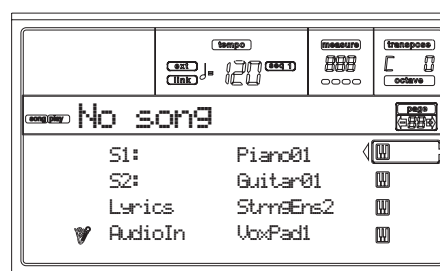 tempo measure transpose
ext link 120 seq 1 888 C 0
octave
song play No song page
S1: Piano01
S2: Guitar01
Lyrics StrngEns2
AudioIn VoxPad1